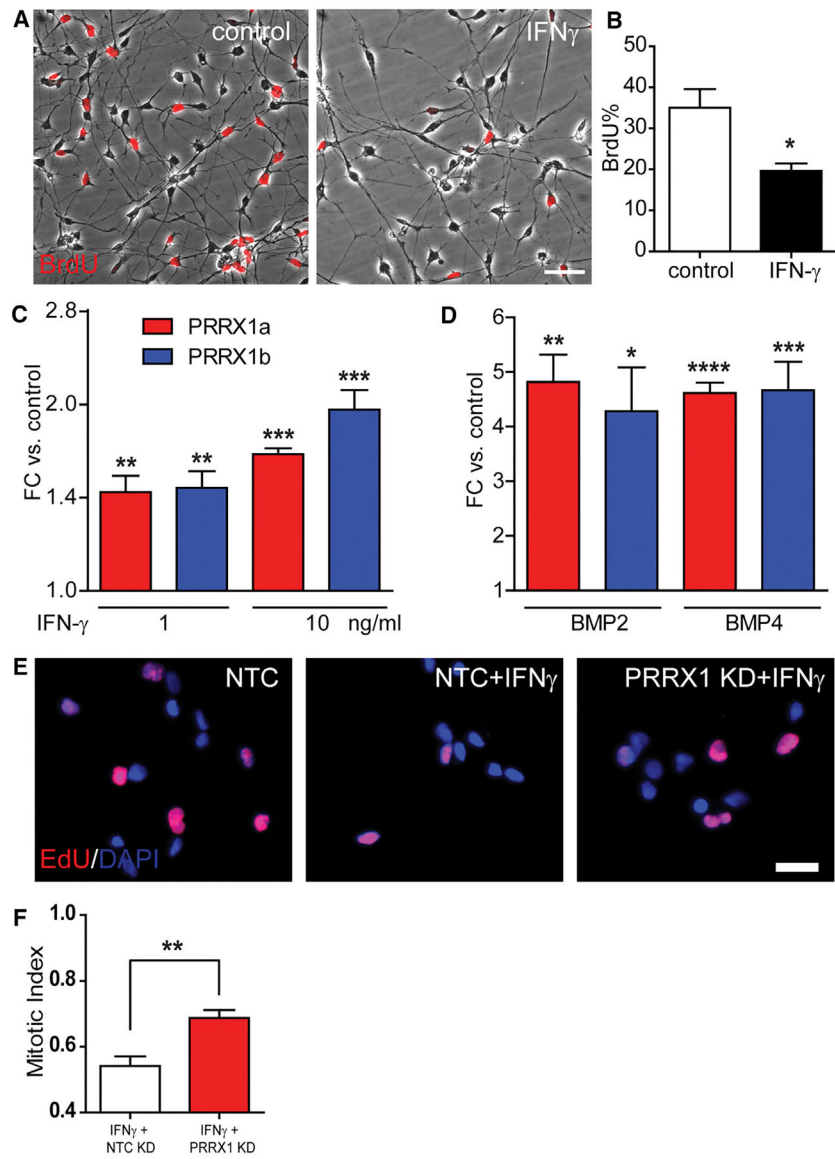 A
control
IFNγ
BrdU
B
BrdU%
50
40
30
20
10
0
*
control
IFN-γ
C
FC vs. control
2.8
2.0
1.4
1.0
PRRX1a
PRRX1b
**
**
***
***
IFN-γ
1
10 ng/ml
D
FC vs. control
6
5
4
3
2
1
**
*
****
***
BMP2
BMP4
E
NTC
NTC+IFNγ
PRRX1 KD+IFNγ
EdU/DAPI
F
Mitotic Index
1.0
0.8
0.6
0.4
**
IFNγ +
NTC KD
IFNγ +
PRRX1 KD